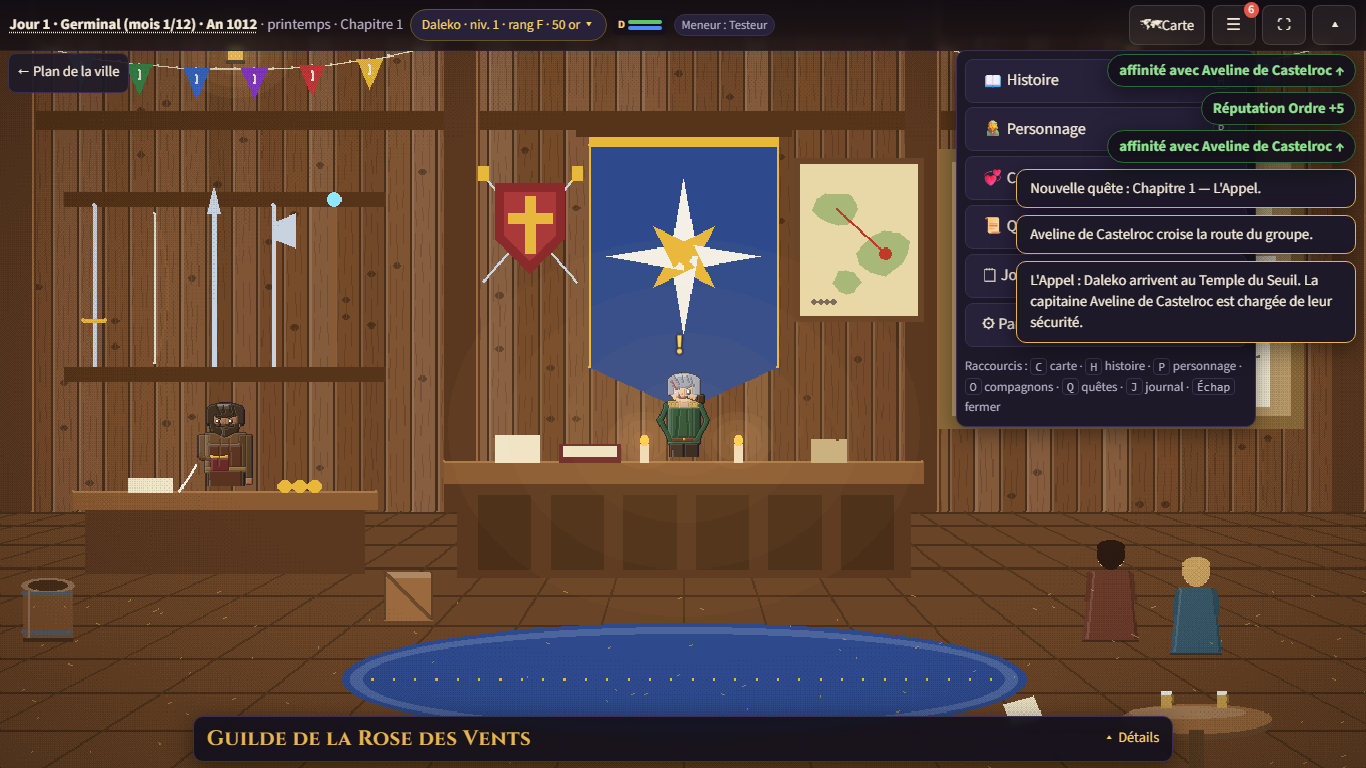 Jour 1 · Germinal (mois 1/12) · An 1012 · printemps · Chapitre 1
Daleko · niv. 1 · rang F · 50 or ▾
D
Meneur : Testeur
Carte
☰
6
▲
← Plan de la ville
Histoire
Personnage
affinité avec Aveline de Castelroc ↑
Réputation Ordre +5
affinité avec Aveline de Castelroc ↑
Nouvelle quête : Chapitre 1 — L'Appel.
Aveline de Castelroc croise la route du groupe.
L'Appel : Daleko arrivent au Temple du Seuil. La
capitaine Aveline de Castelroc est chargée de leur
sécurité.
C
Q
Jo
Pa
Raccourcis : C carte · H histoire · P personnage ·
O compagnons · Q quêtes · J journal · Échap
fermer
!
Guilde de la Rose des Vents
▴ Détails